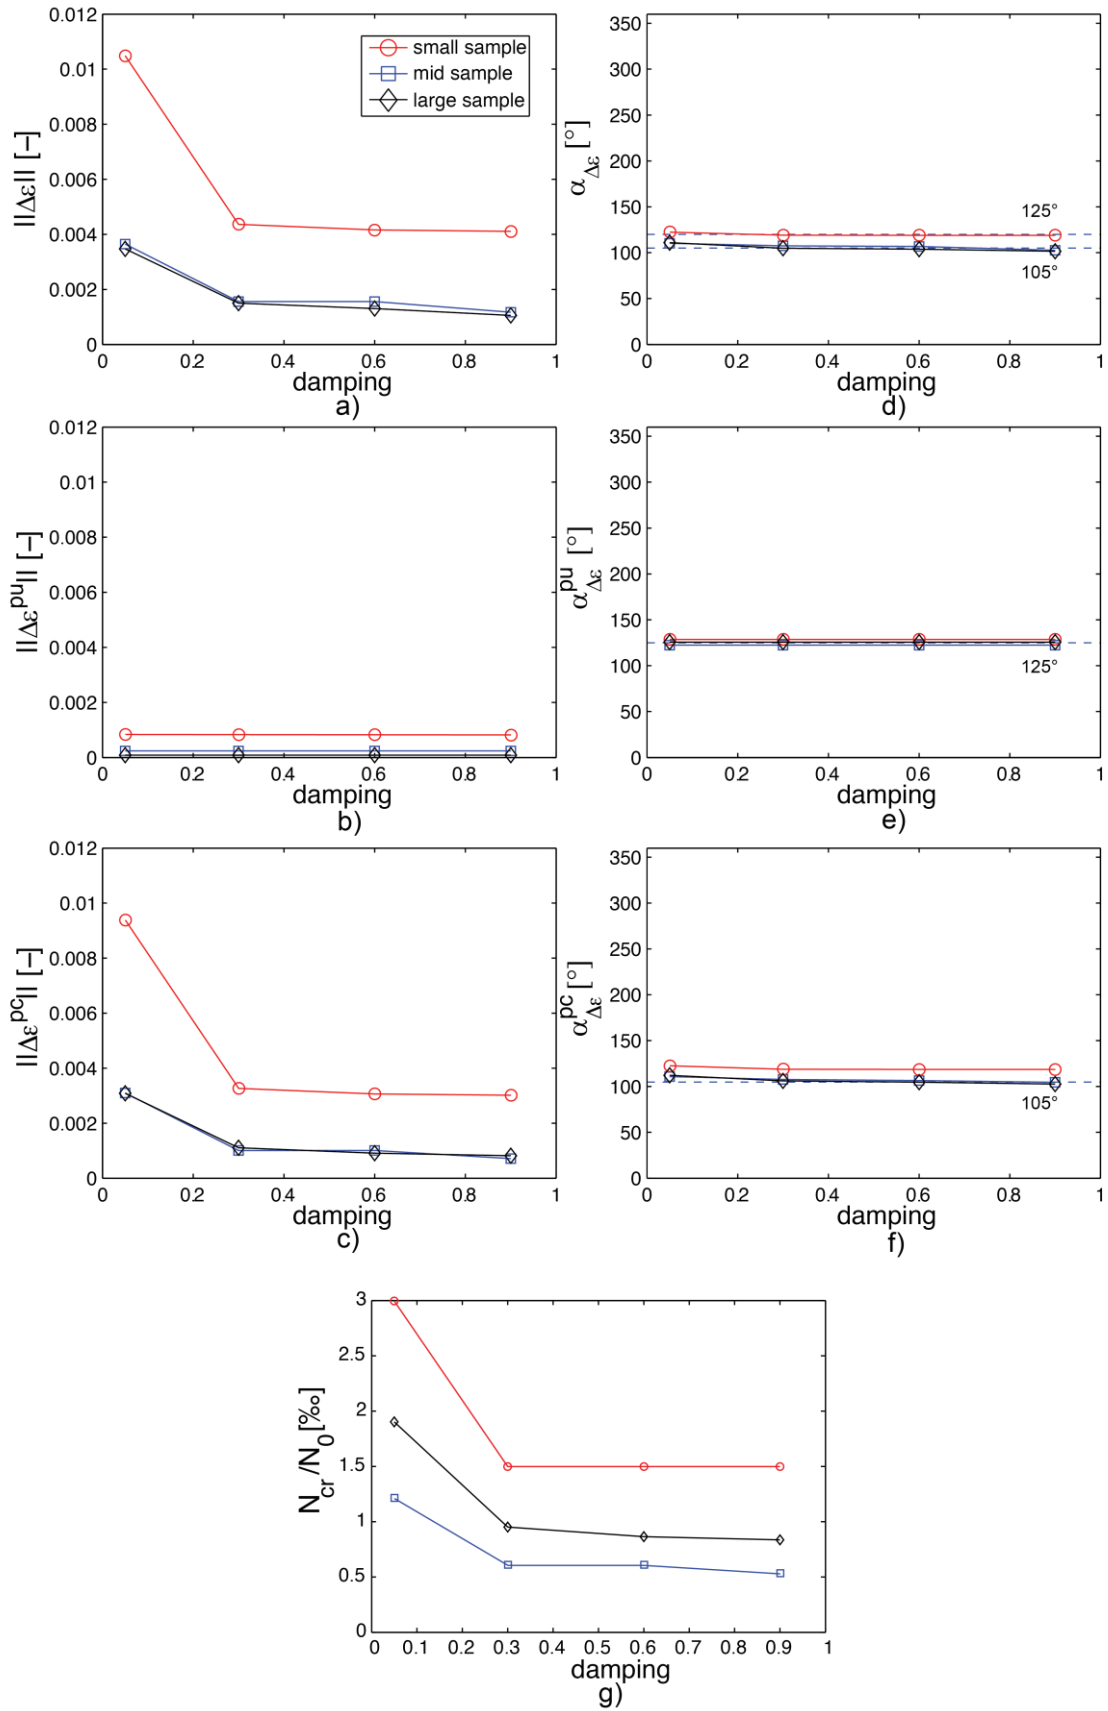 0.012
0.01
0.008
0.006
0.004
0.002
0
||Δε|| [–]
small sample
mid sample
large sample
0 0.2 0.4 0.6 0.8 1
damping
a)
350
300
250
200
150
100
50
0
α_Δε [°]
125°
105°
0 0.2 0.4 0.6 0.8 1
damping
d)
0.012
0.01
0.008
0.006
0.004
0.002
0
||Δε^pu|| [–]
0 0.2 0.4 0.6 0.8 1
damping
b)
350
300
250
200
150
100
50
0
α^pu_Δε [°]
125°
0 0.2 0.4 0.6 0.8 1
damping
e)
0.012
0.01
0.008
0.006
0.004
0.002
0
||Δε^pc|| [–]
0 0.2 0.4 0.6 0.8 1
damping
c)
350
300
250
200
150
100
50
0
α^pc_Δε [°]
105°
0 0.2 0.4 0.6 0.8 1
damping
f)
3
2.5
2
1.5
1
0.5
0
N_cr/N_0[‰]
0 0.1 0.2 0.3 0.4 0.5 0.6 0.7 0.8 0.9 1
damping
g)